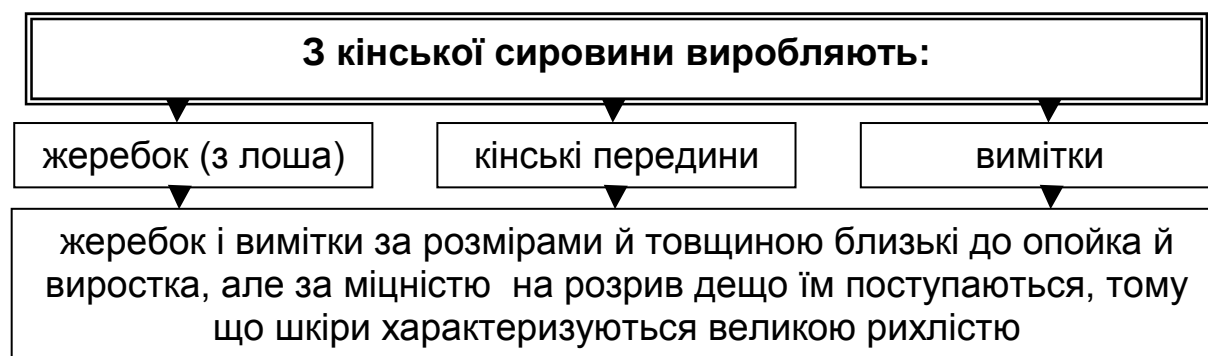 З кінської сировини виробляють:
жеребок (з лоша)
кінські передини
вимітки
жеребок і вимітки за розмірами й товщиною близькі до опойка й
виростка, але за міцністю на розрив дещо їм поступаються, тому
що шкіри характеризуються великою рихлістю